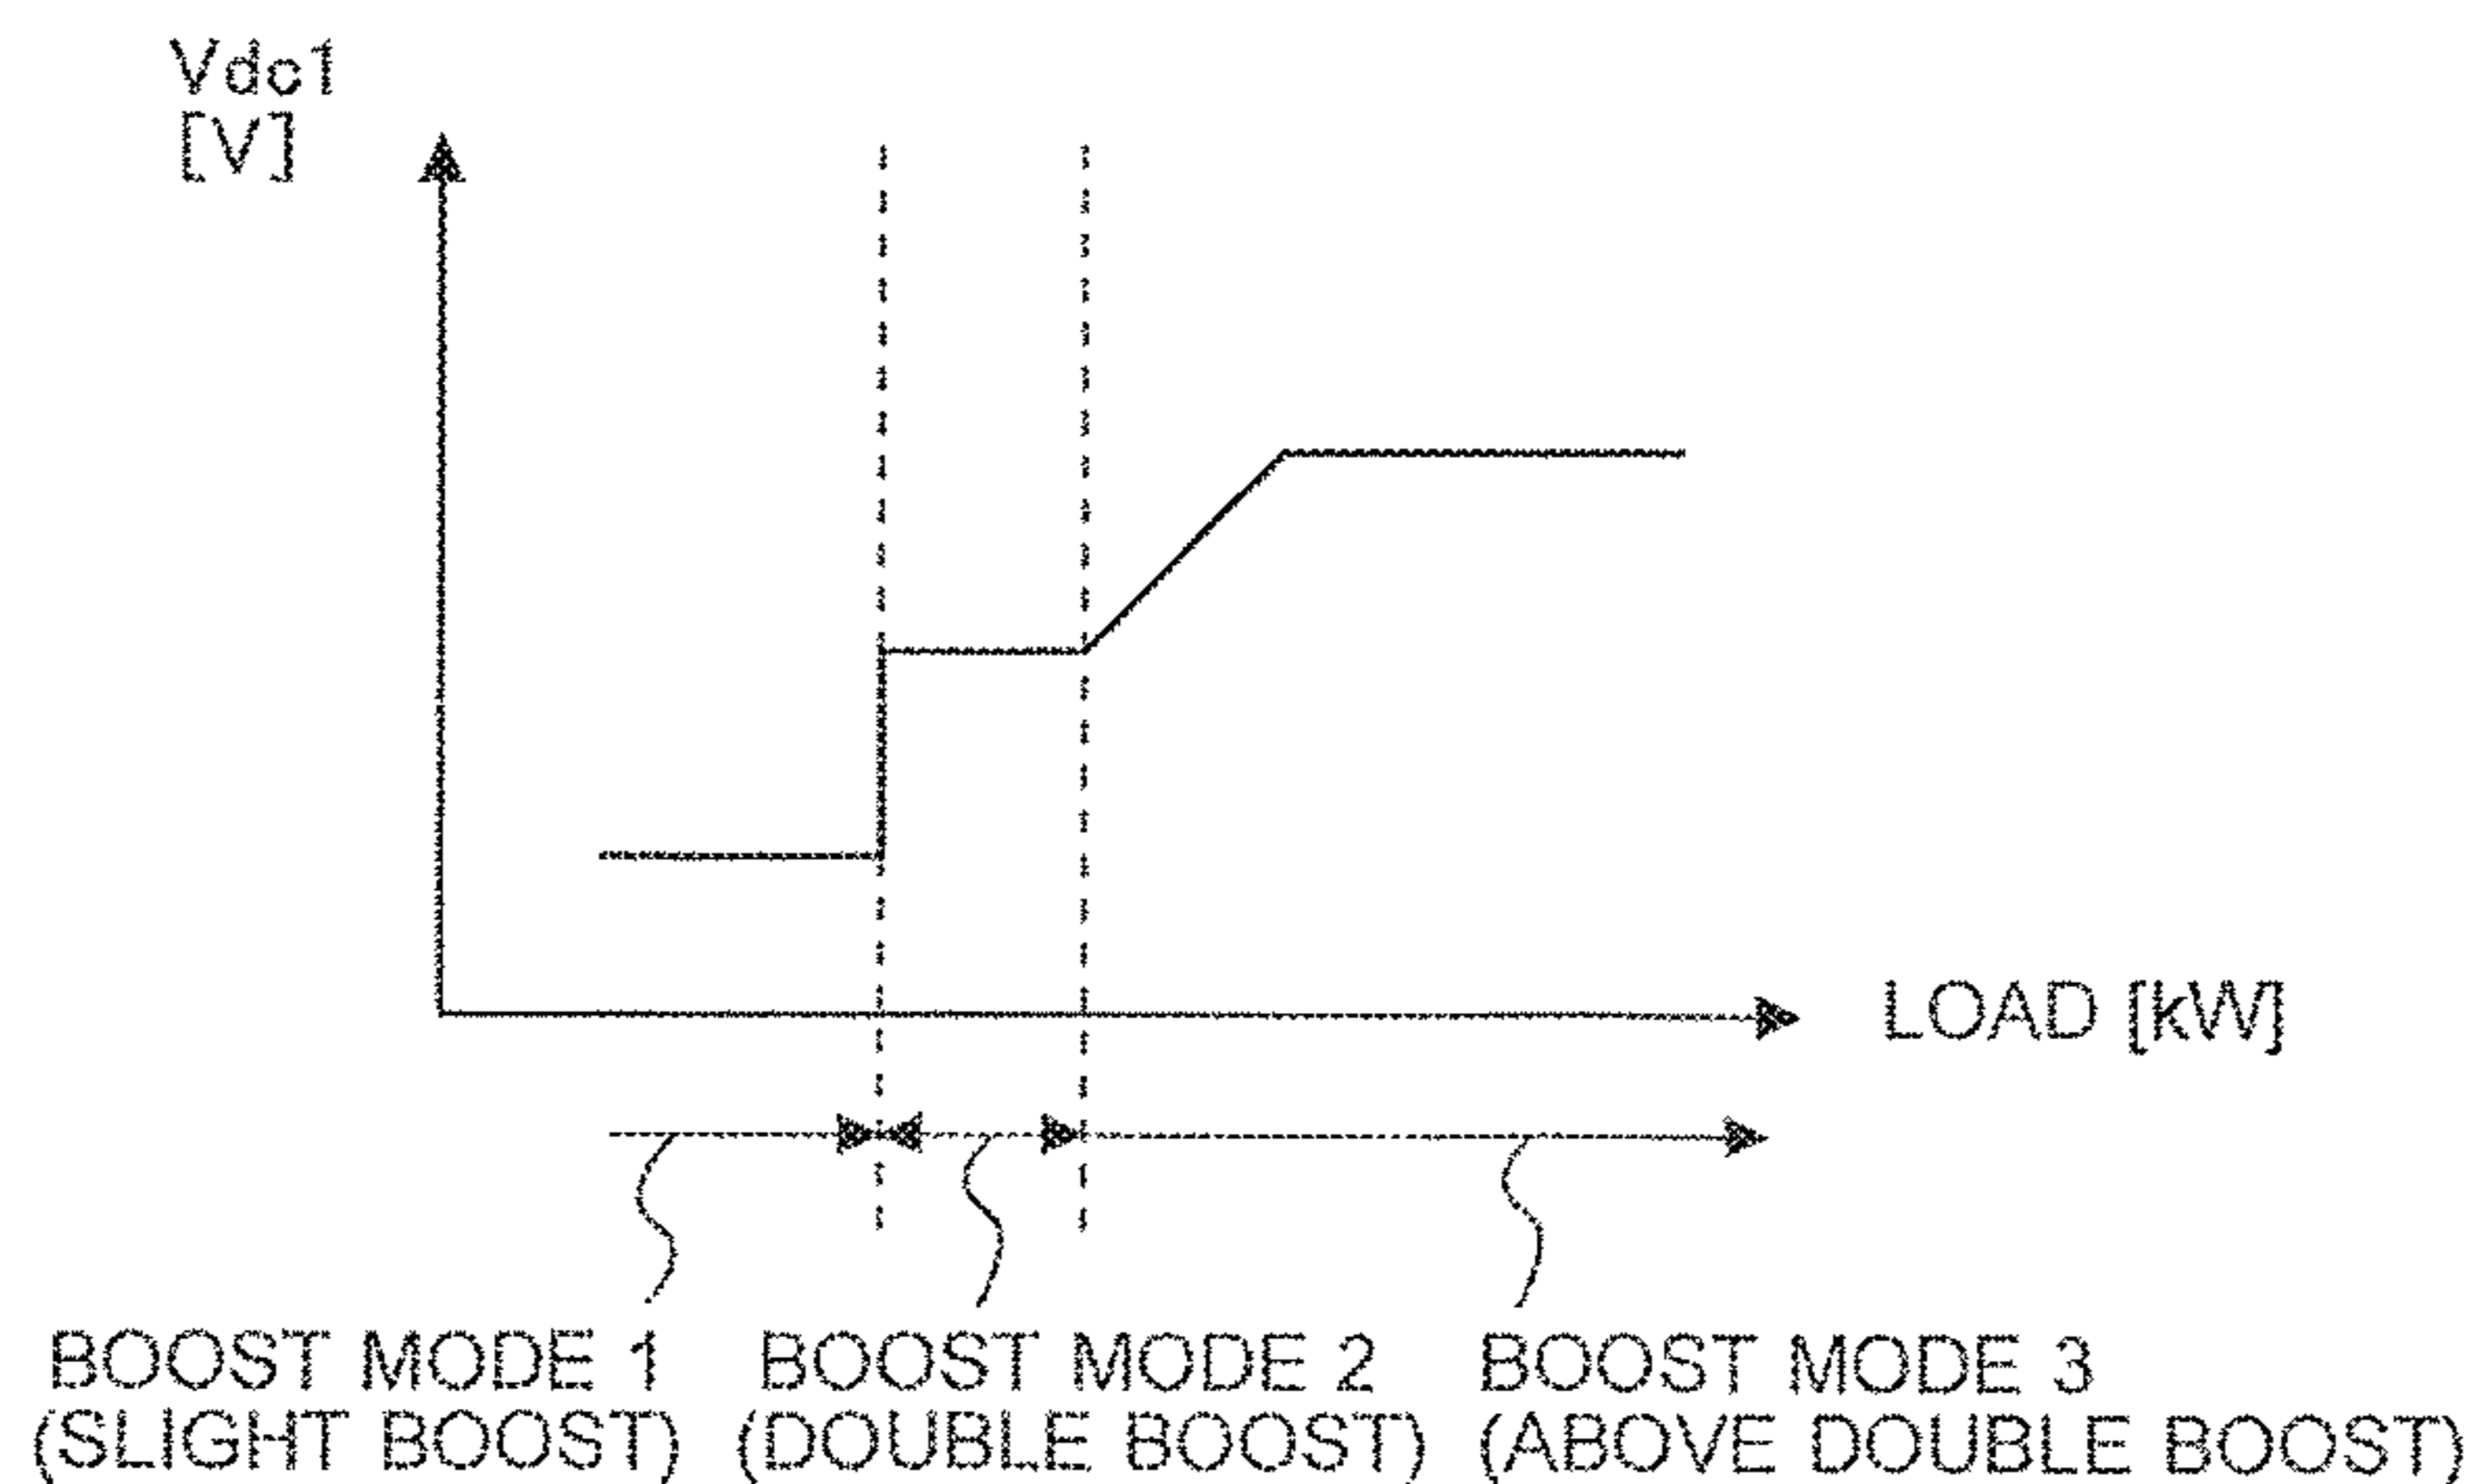 Vdc1
[V]
LOAD [kW]
BOOST MODE 1
(SLIGHT BOOST)
BOOST MODE 2
(DOUBLE BOOST)
BOOST MODE 3
(ABOVE DOUBLE BOOST)